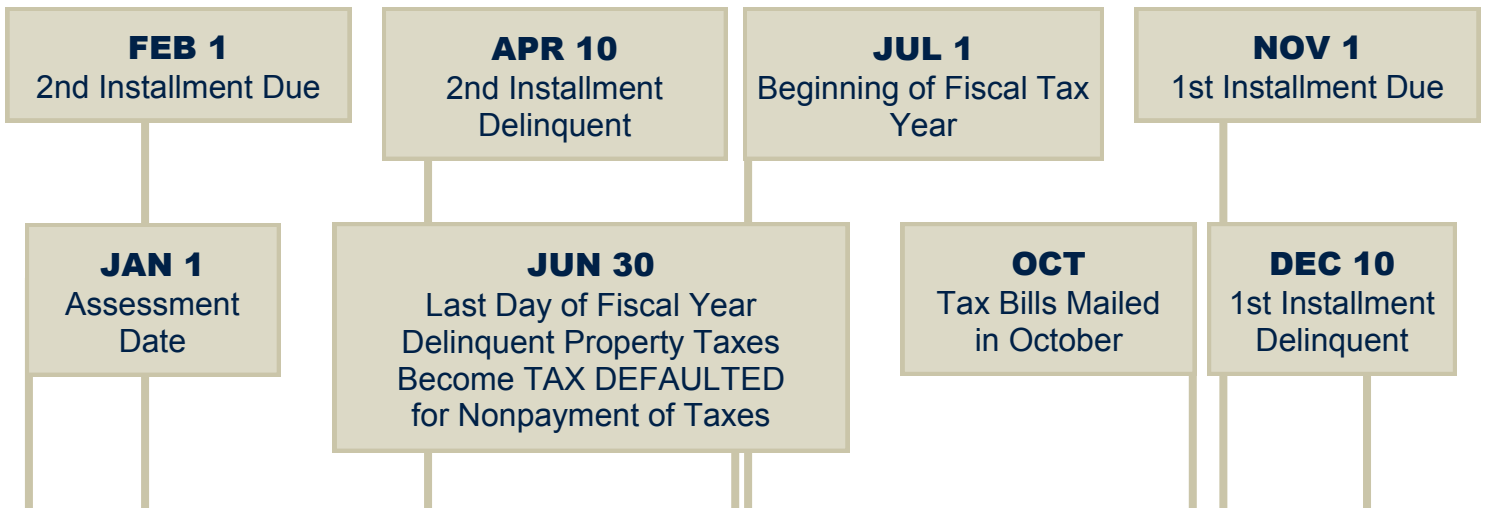 FEB 1
2nd Installment Due
APR 10
2nd Installment
Delinquent
JUL 1
Beginning of Fiscal Tax
Year
NOV 1
1st Installment Due
JAN 1
Assessment
Date
JUN 30
Last Day of Fiscal Year
Delinquent Property Taxes
Become TAX DEFAULTED
for Nonpayment of Taxes
OCT
Tax Bills Mailed
in October
DEC 10
1st Installment
Delinquent